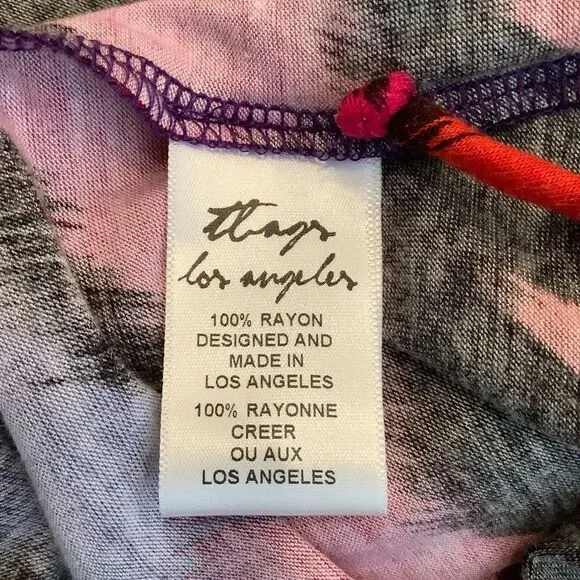 tbags
los angeles
100% RAYON
DESIGNED AND
MADE IN
LOS ANGELES
100% RAYONNE
CREER
OU AUX
LOS ANGELES